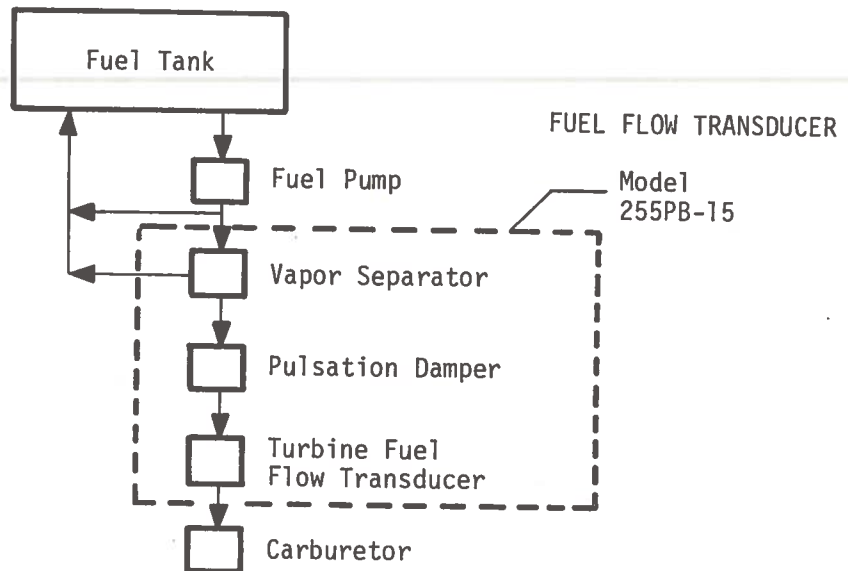 Fuel Tank
FUEL FLOW TRANSDUCER
Fuel Pump
Model
255PB-15
Vapor Separator
Pulsation Damper
Turbine Fuel
Flow Transducer
Carburetor